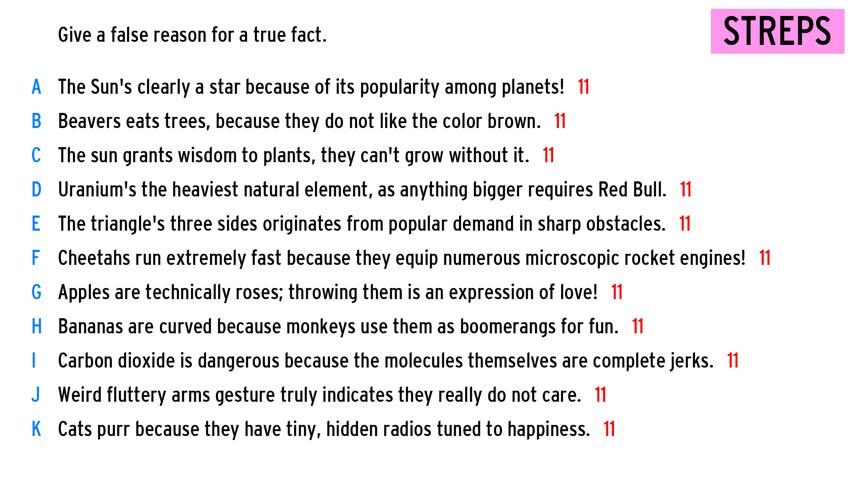 Give a false reason for a true fact.
STREPS
A The Sun's clearly a star because of its popularity among planets! 11
B Beavers eats trees, because they do not like the color brown. 11
C The sun grants wisdom to plants, they can't grow without it. 11
D Uranium's the heaviest natural element, as anything bigger requires Red Bull. 11
E The triangle's three sides originates from popular demand in sharp obstacles. 11
F Cheetahs run extremely fast because they equip numerous microscopic rocket engines! 11
G Apples are technically roses; throwing them is an expression of love! 11
H Bananas are curved because monkeys use them as boomerangs for fun. 11
I Carbon dioxide is dangerous because the molecules themselves are complete jerks. 11
J Weird fluttery arms gesture truly indicates they really do not care. 11
K Cats purr because they have tiny, hidden radios tuned to happiness. 11